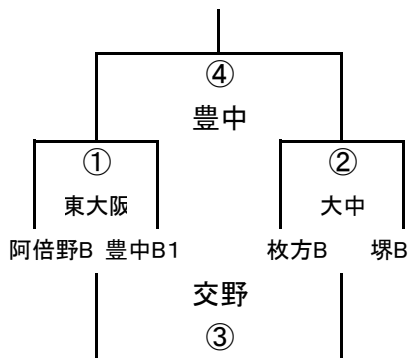 ④
豊中
① ②
東大阪 大中
阿倍野B 豊中B1 枚方B 堺B
交野
③